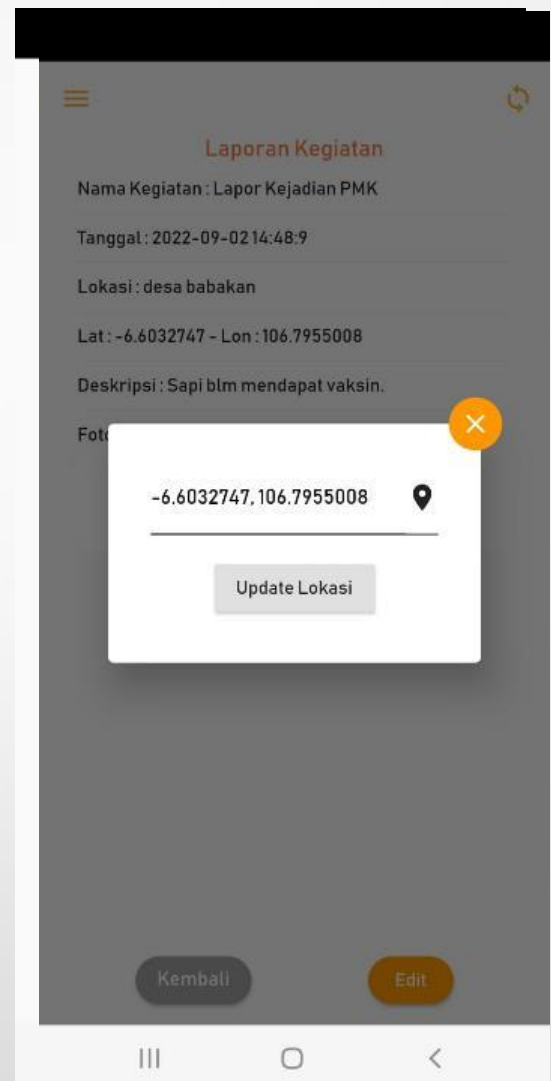 Laporan Kegiatan
Nama Kegiatan : Lapor Kejadian PMK
Tanggal : 2022-09-02 14:48:9
Lokasi : desa babakan
Lat : -6.6032747 - Lon : 106.7955008
Deskripsi : Sapi blm mendapat vaksin.
-6.6032747, 106.7955008
Update Lokasi
Kembali
Edit